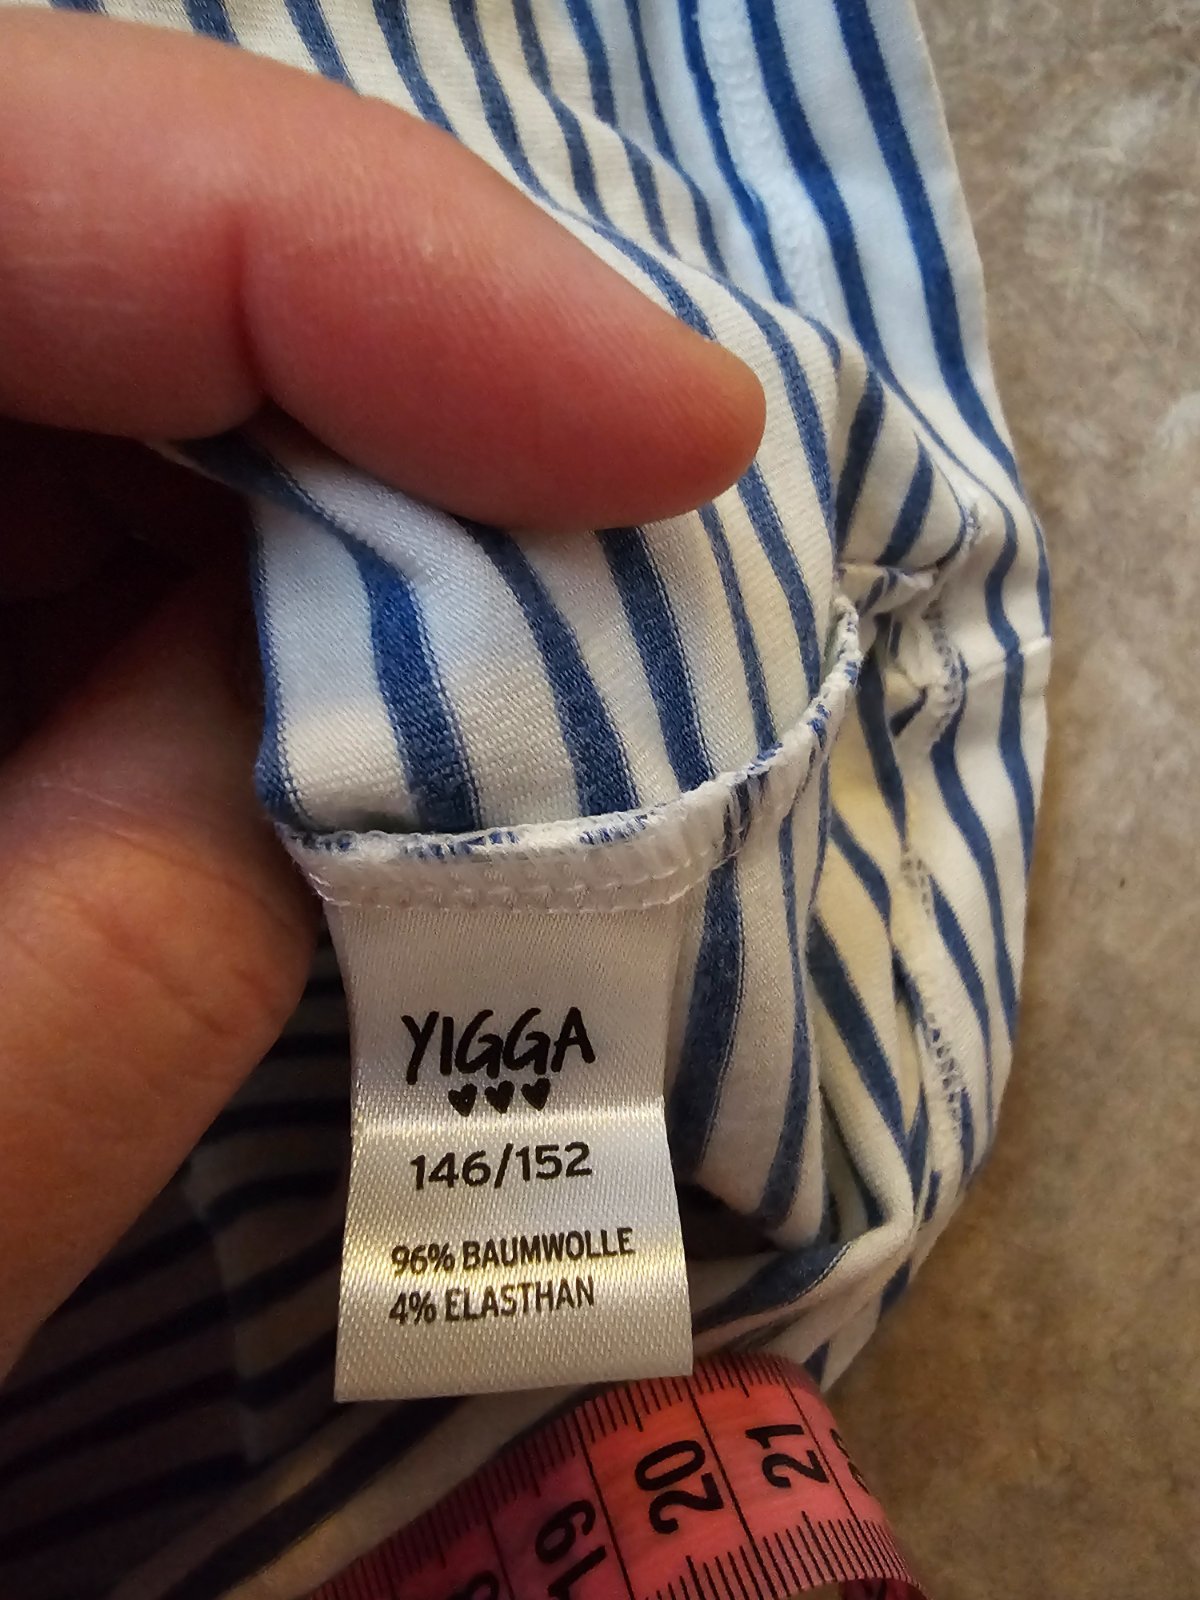 YIGGA
146/152
96% BAUMWOLLE
4% ELASTHAN
19 20 21